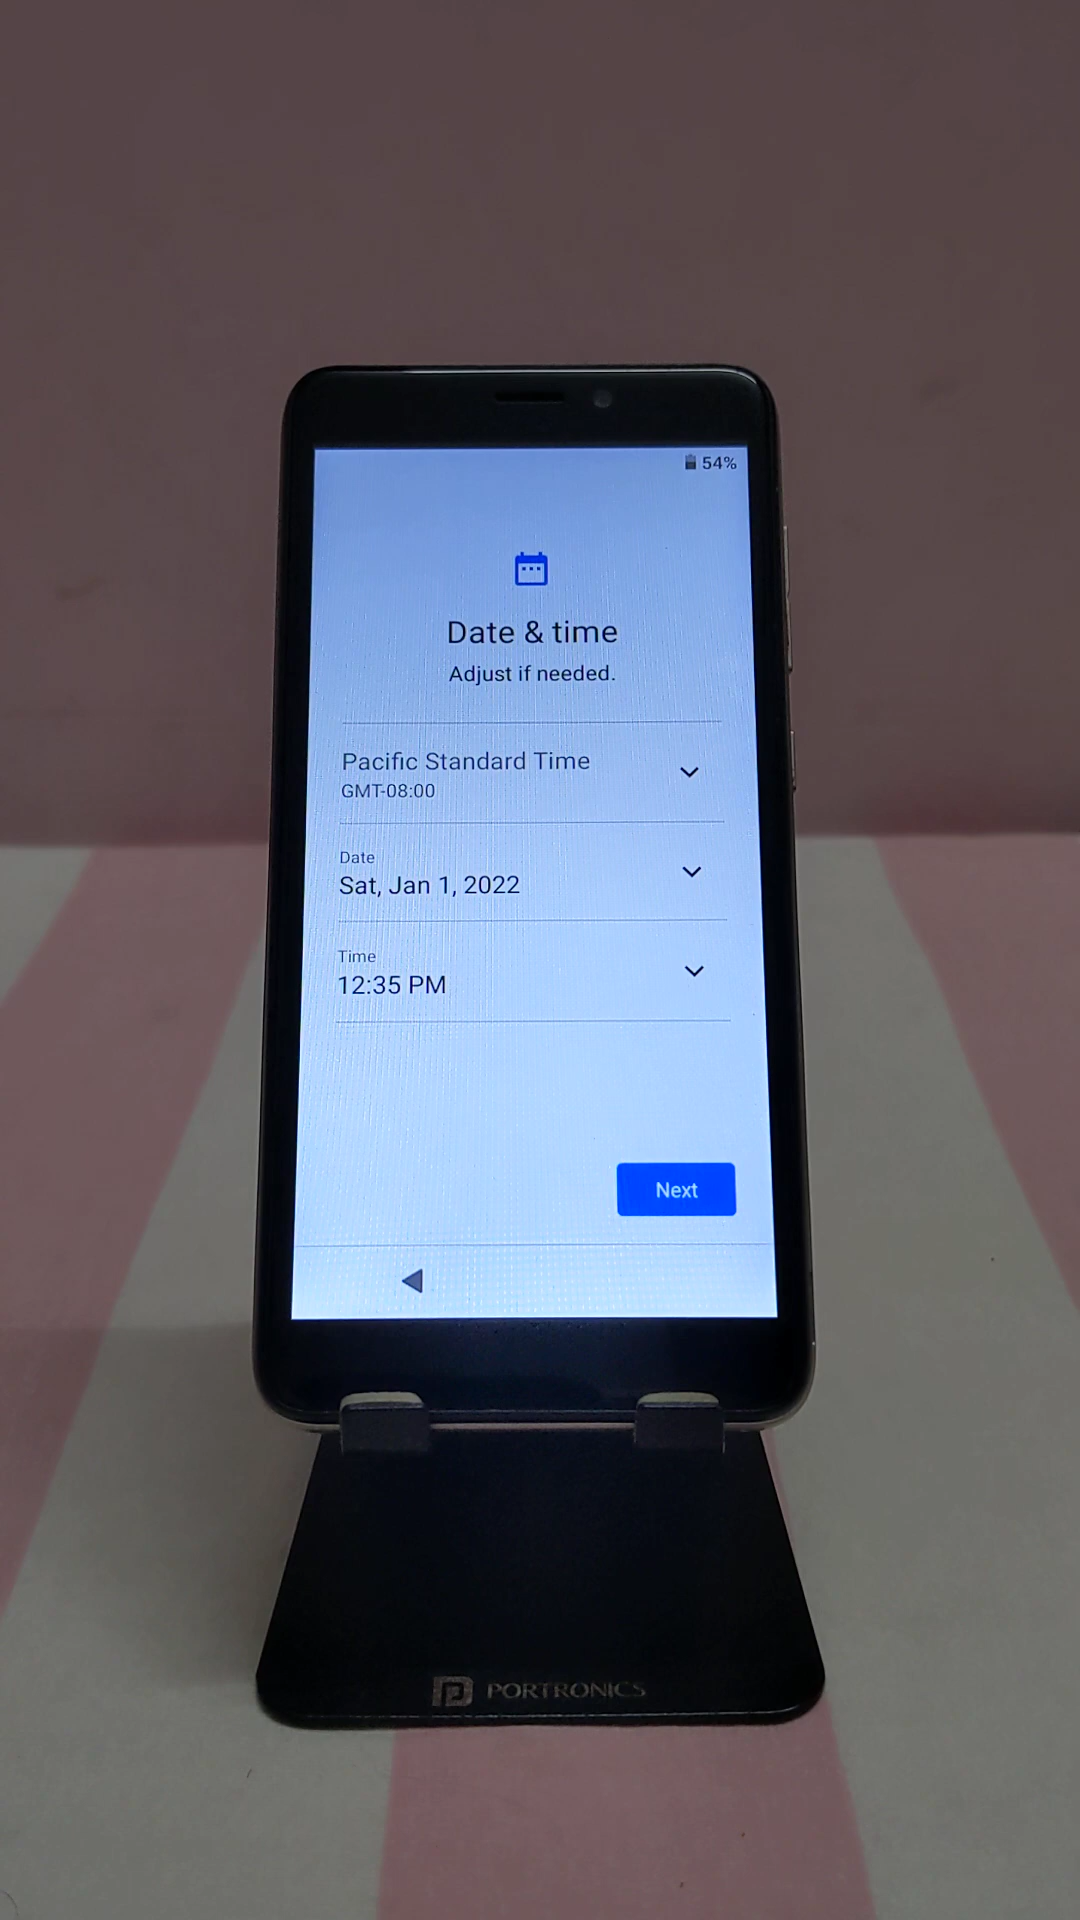 54%
Date & time
Adjust if needed.
Pacific Standard Time
GMT-08:00
Date
Sat, Jan 1, 2022
Time
12:35 PM
Next
PORTRONICS